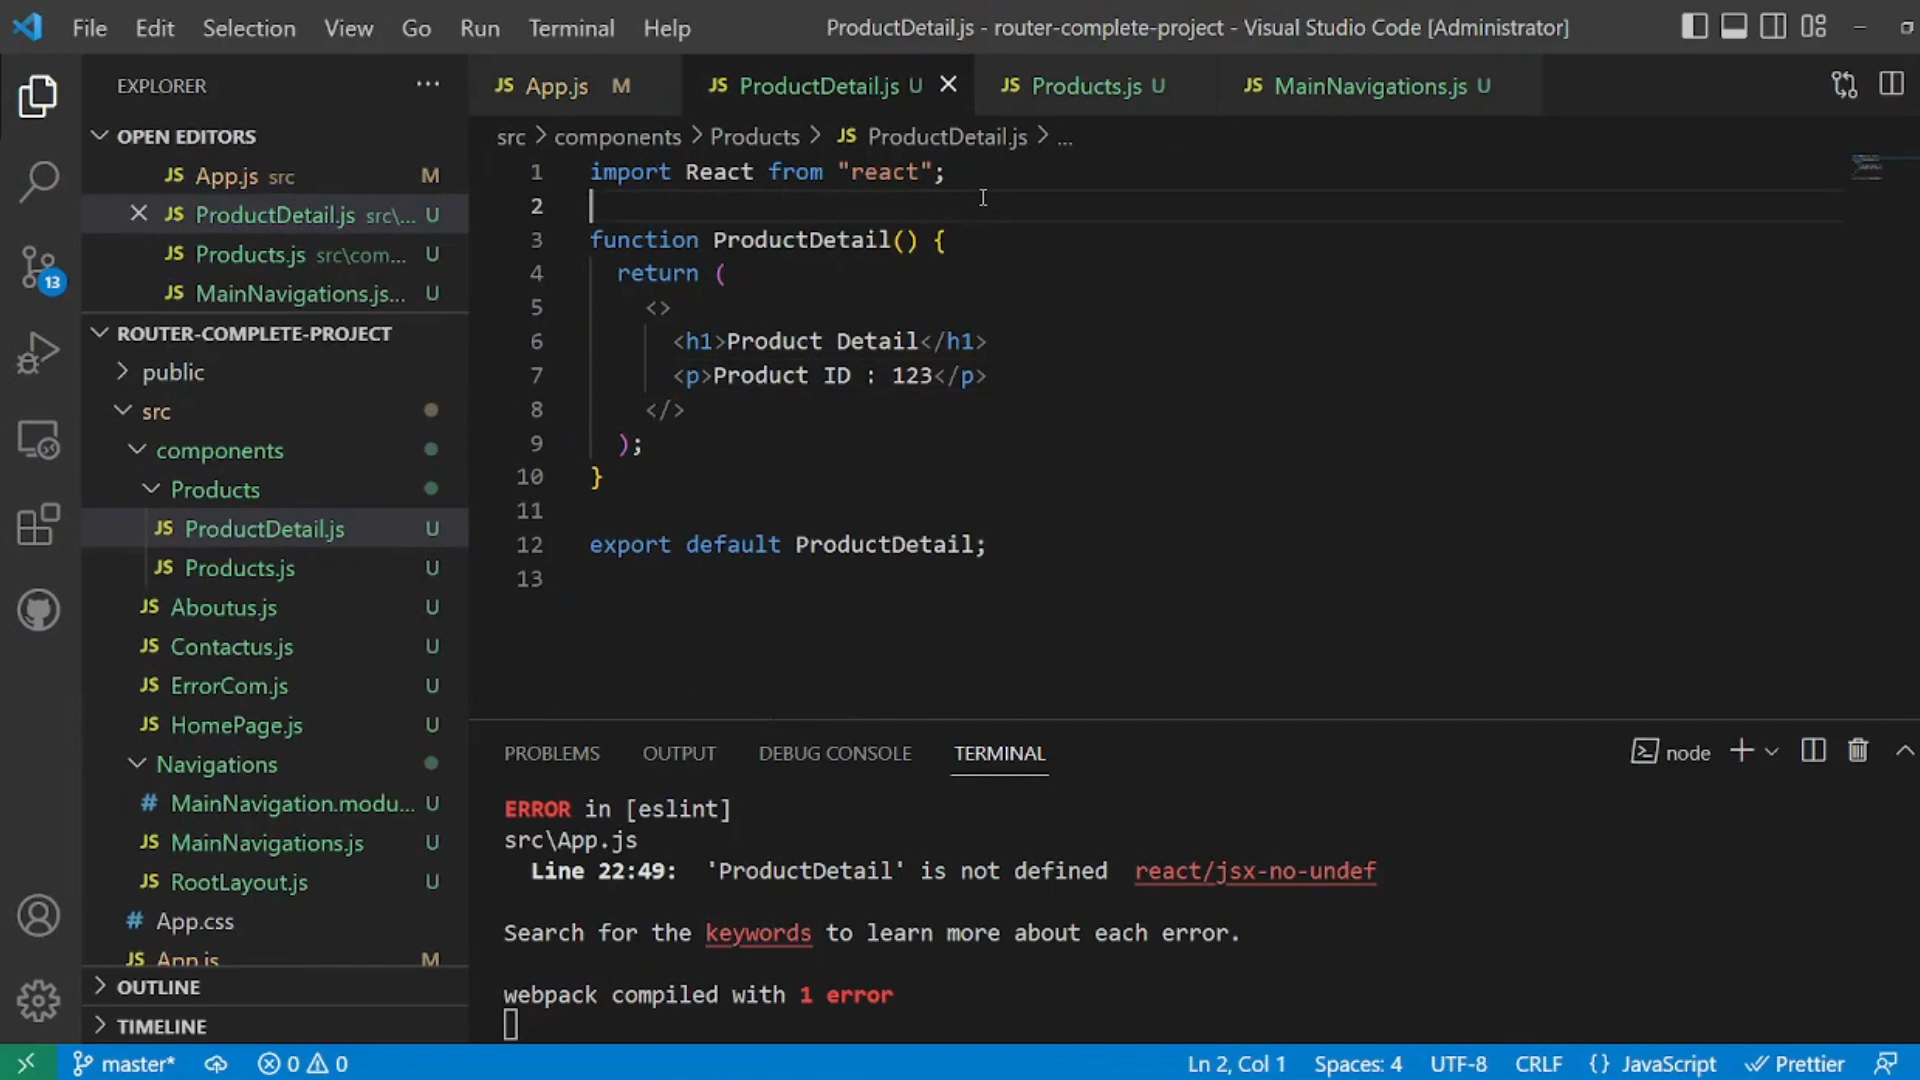 File Edit Selection View Go Run Terminal Help ProductDetail.js - router-complete-project - Visual Studio Code [Administrator]
EXPLORER ...
JS App.js M JS ProductDetail.js U JS Products.js U JS MainNavigations.js U
OPEN EDITORS
JS App.js src M
JS ProductDetail.js src\... U
JS Products.js src\com... U
JS MainNavigations.js... U
ROUTER-COMPLETE-PROJECT
public
src
components
Products
JS ProductDetail.js U
JS Products.js U
JS Aboutus.js U
JS Contactus.js U
JS ErrorCom.js U
JS HomePage.js U
Navigations
# MainNavigation.modu... U
JS MainNavigations.js U
JS RootLayout.js U
# App.css
JS App.js M
OUTLINE
TIMELINE
13
src > components > Products > JS ProductDetail.js > ...
1 import React from "react";
2
3 function ProductDetail() {
4 return (
5 <>
6 <h1>Product Detail</h1>
7 <p>Product ID : 123</p>
8 </>
9 );
10 }
11
12 export default ProductDetail;
13
PROBLEMS OUTPUT DEBUG CONSOLE TERMINAL node
ERROR in [eslint]
src\App.js
Line 22:49: 'ProductDetail' is not defined react/jsx-no-undef
Search for the keywords to learn more about each error.
webpack compiled with 1 error
master* 0 0 Ln 2, Col 1 Spaces: 4 UTF-8 CRLF {} JavaScript Prettier